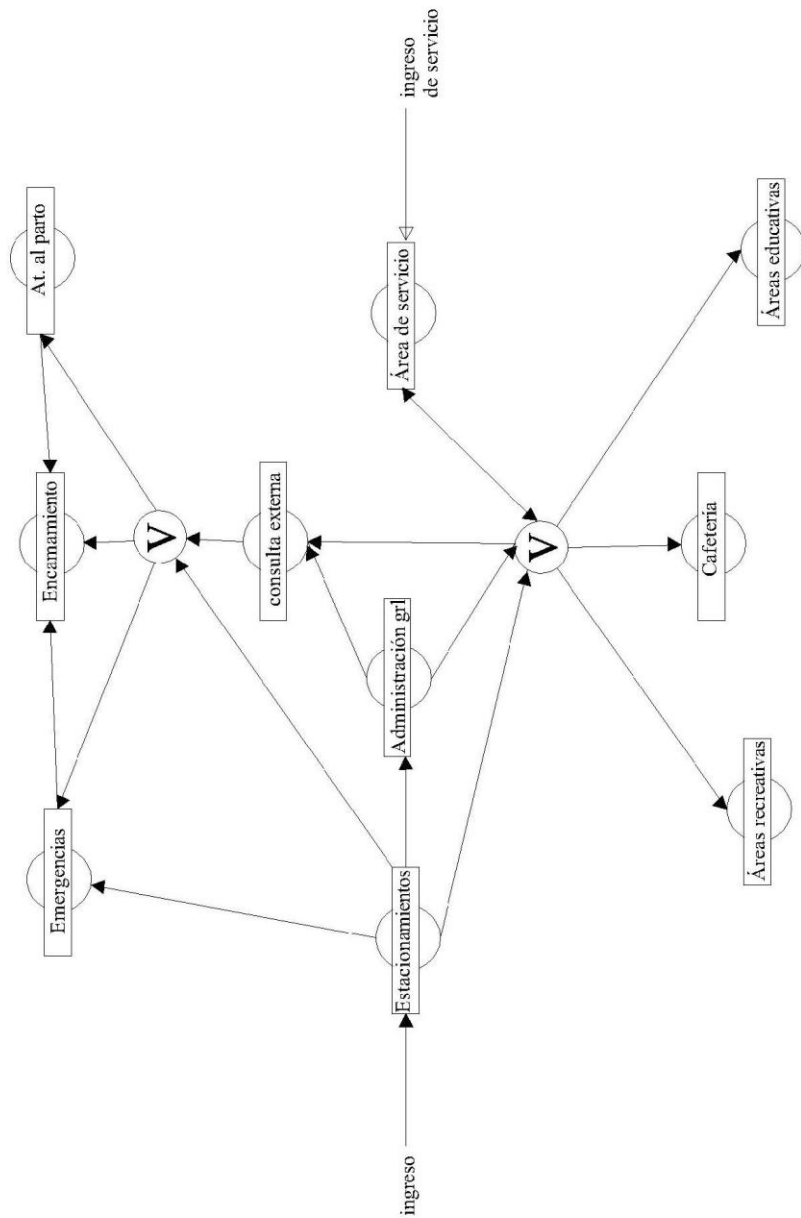 Emergencias
Encamamiento
At. al parto
V
consulta externa
ingreso
Estacionamientos
Administración grl
Área de servicio
ingreso
de servicio
V
Áreas recreativas
Cafetería
Áreas educativas